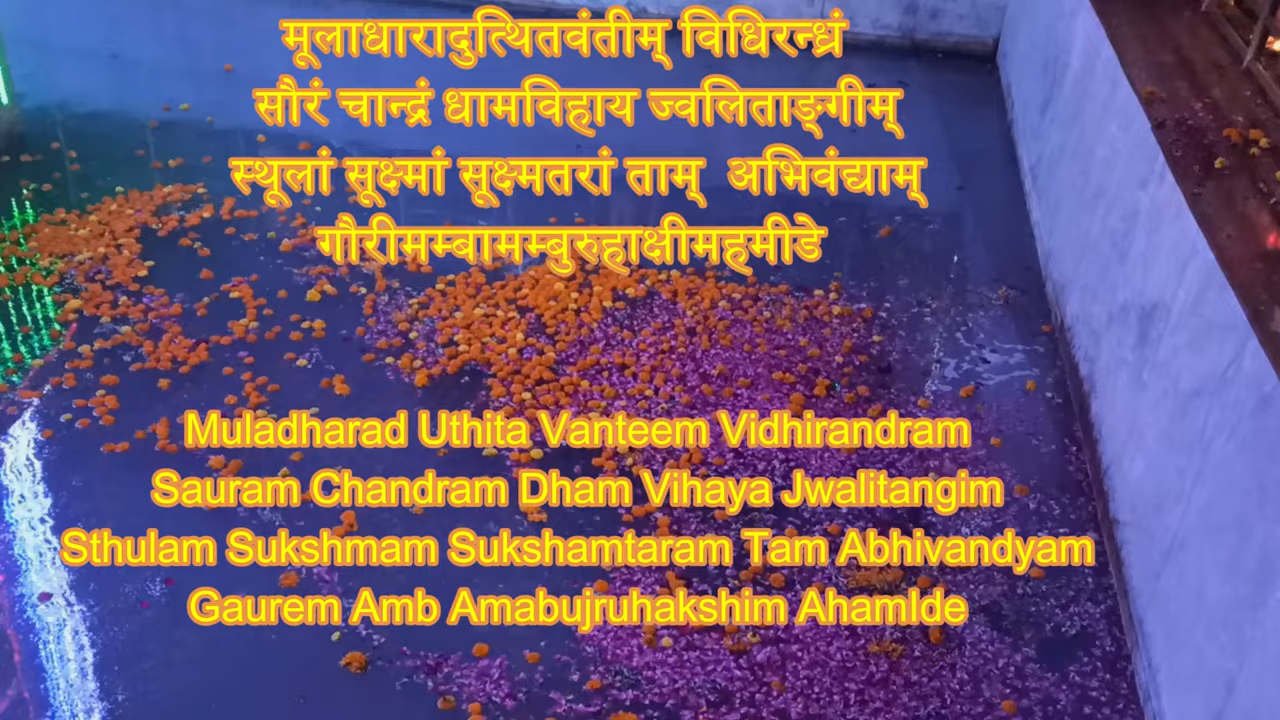 मूलाधारादुत्थितवंतीम् विधिरन्ध्रं
सौरं चान्द्रं धामविहाय ज्वलिताङ्गीम्
स्थूलां सूक्ष्मां सूक्ष्मतरां ताम् अभिवंद्याम्
गौरीमम्बामम्बुरुहाक्षीमहमीडे
Muladharad Uthita Vanteem Vidhirandram
Sauram Chandram Dham Vihaya Jwalitangim
Sthulam Sukshmam Sukshamtaram Tam Abhivandyam
Gaurem Amb Amabujruhakshim AhamIde